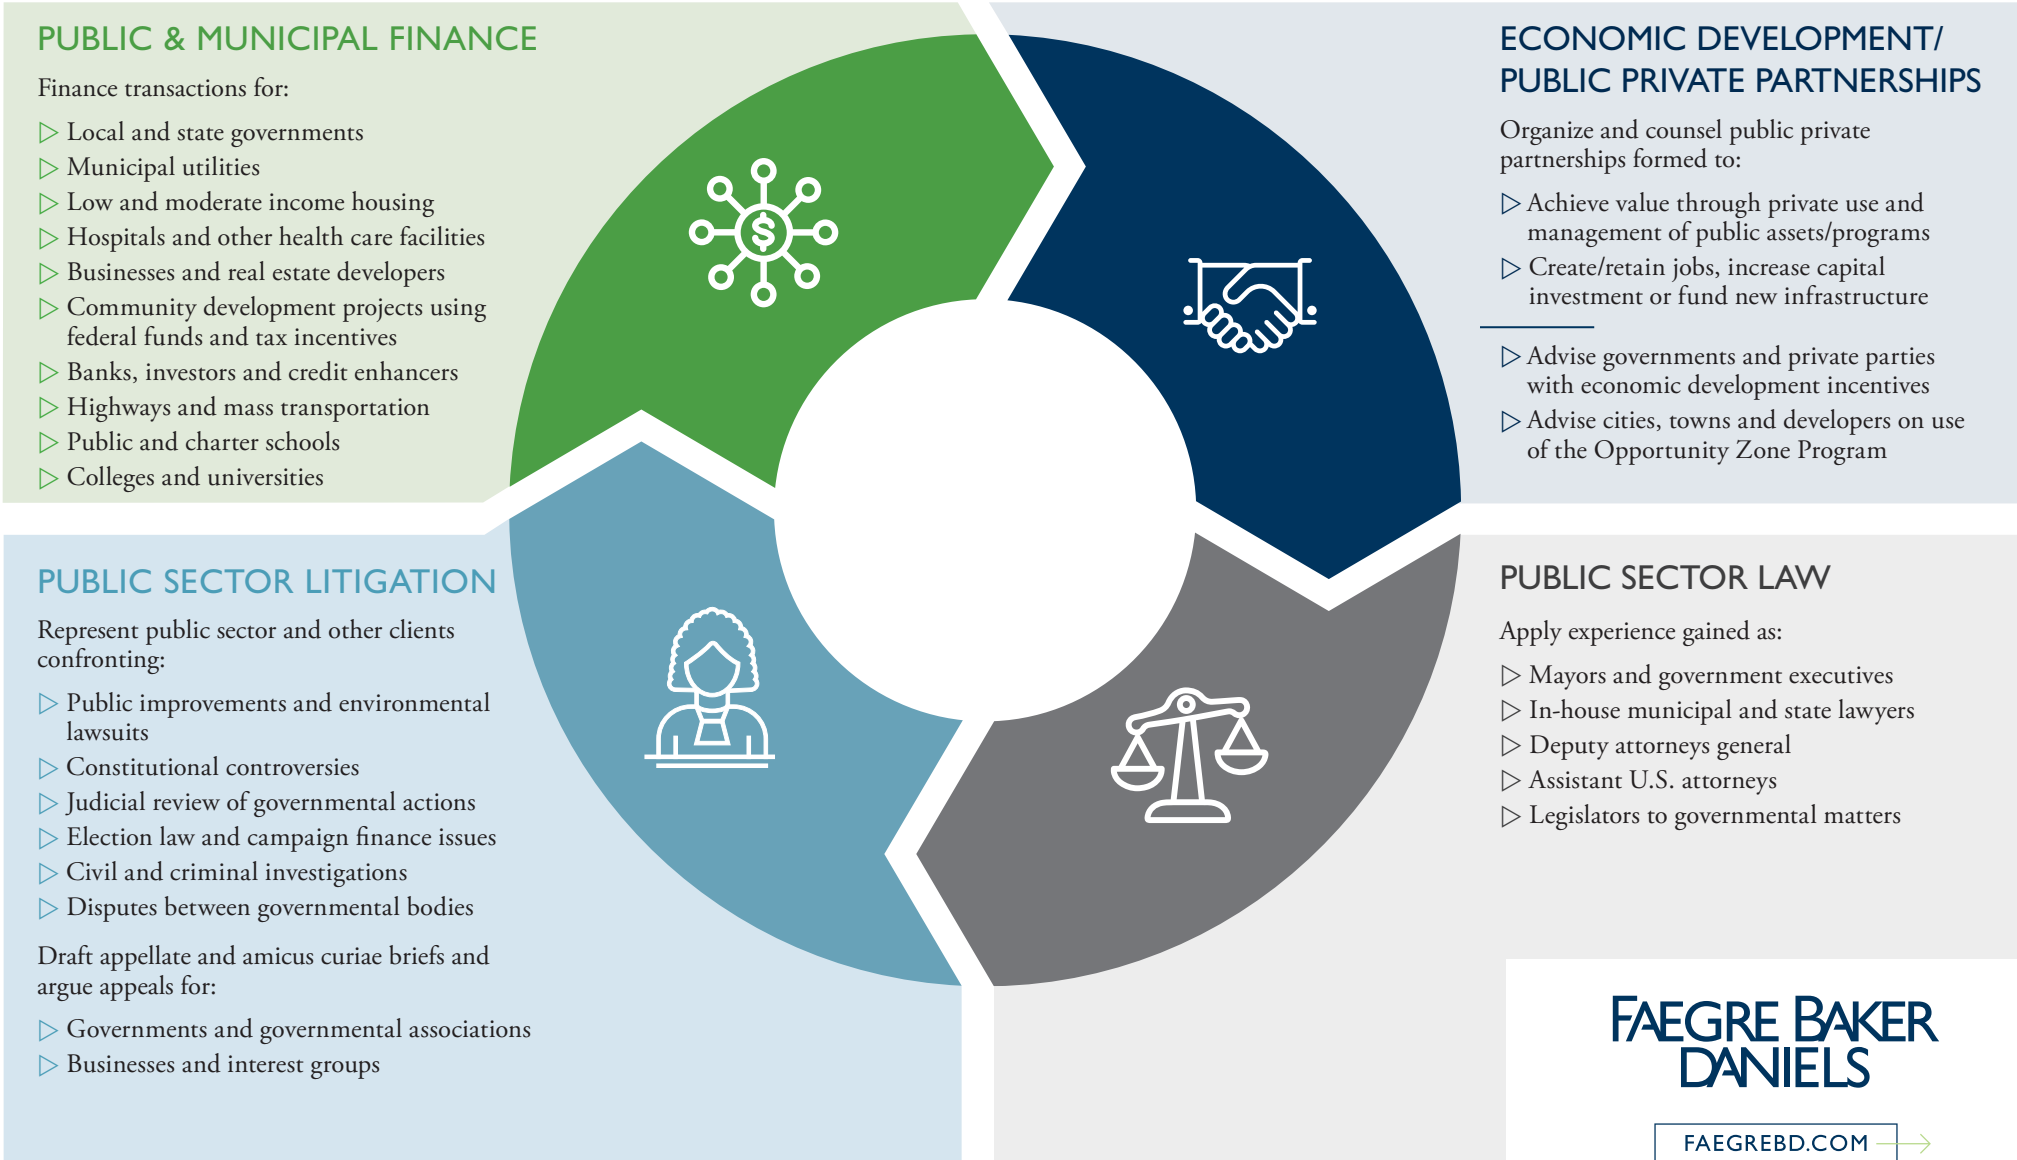 PUBLIC & MUNICIPAL FINANCE
Finance transactions for:
Local and state governments
Municipal utilities
Low and moderate income housing
Hospitals and other health care facilities
Businesses and real estate developers
Community development projects using
federal funds and tax incentives
Banks, investors and credit enhancers
Highways and mass transportation
Public and charter schools
Colleges and universities
$
ECONOMIC DEVELOPMENT/
PUBLIC PRIVATE PARTNERSHIPS
Organize and counsel public private
partnerships formed to:
Achieve value through private use and
management of public assets/programs
Create/retain jobs, increase capital
investment or fund new infrastructure
Advise governments and private parties
with economic development incentives
Advise cities, towns and developers on use
of the Opportunity Zone Program
PUBLIC SECTOR LITIGATION
Represent public sector and other clients
confronting:
Public improvements and environmental
lawsuits
Constitutional controversies
Judicial review of governmental actions
Election law and campaign finance issues
Civil and criminal investigations
Disputes between governmental bodies
Draft appellate and amicus curiae briefs and
argue appeals for:
Governments and governmental associations
Businesses and interest groups
PUBLIC SECTOR LAW
Apply experience gained as:
Mayors and government executives
In-house municipal and state lawyers
Deputy attorneys general
Assistant U.S. attorneys
Legislators to governmental matters
FAEGRE BAKER
DANIELS
FAEGREBD.COM